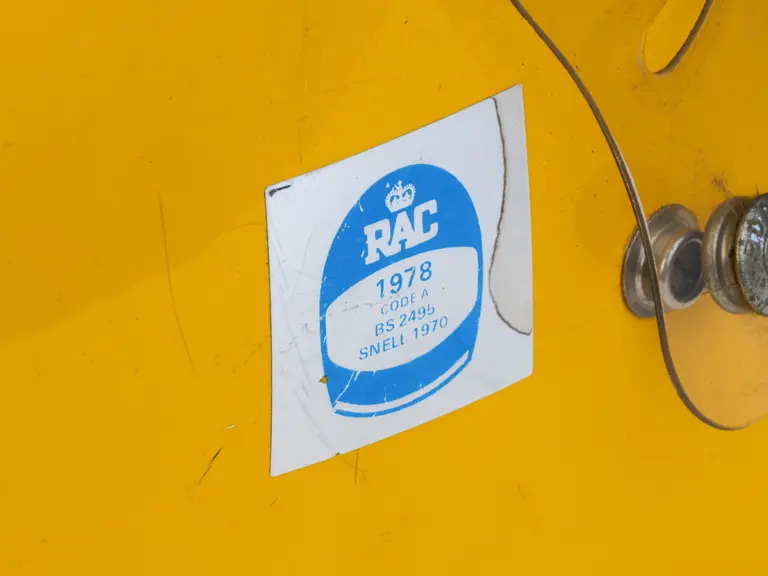 RAC
1978
CODE A
BS 2495
SNELL 1970